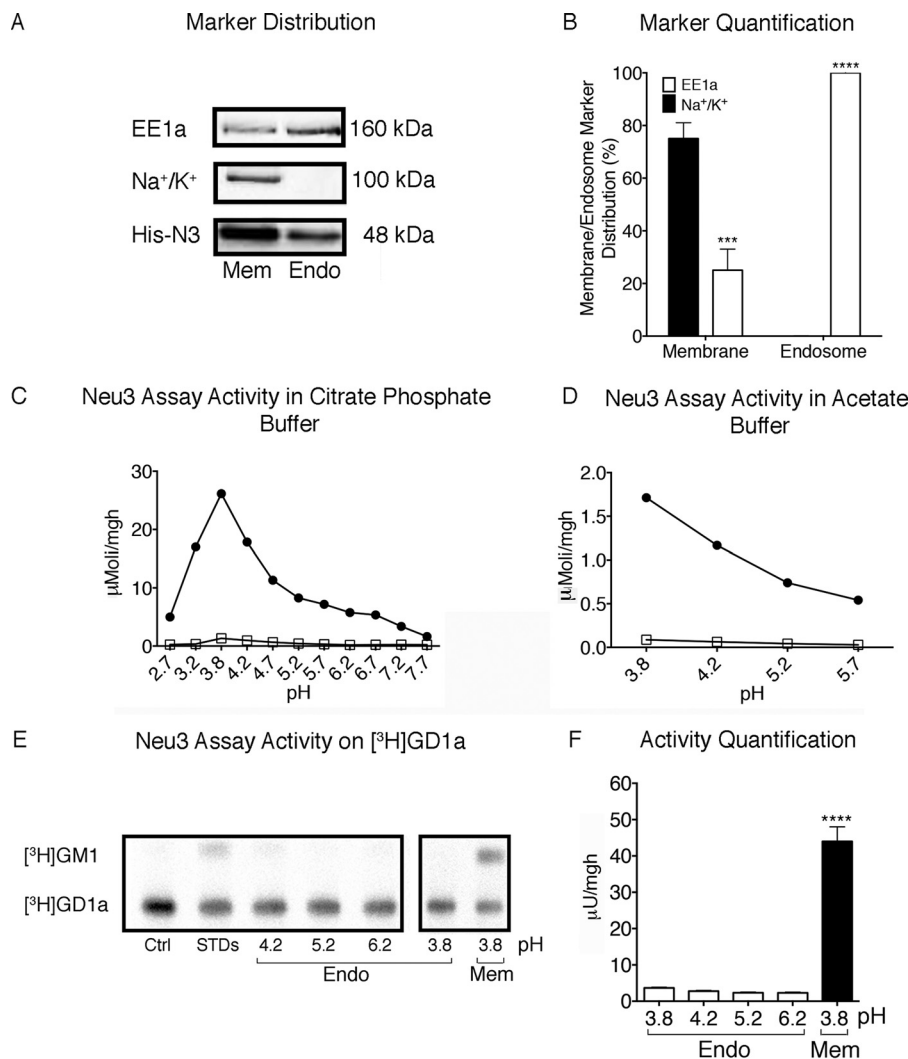 A Marker Distribution
EE1a 160 kDa
Na⁺/K⁺ 100 kDa
His-N3 48 kDa
Mem Endo
B Marker Quantification
Membrane/Endosome Marker
Distribution (%)
100
80
60
40
20
0
EE1a
Na⁺/K⁺
***
****
Membrane Endosome
C Neu3 Assay Activity in Citrate Phosphate
Buffer
μMoli/mgh
30
20
10
0
2.7 3.2 3.8 4.2 4.7 5.2 5.7 6.2 6.7 7.2 7.7
pH
D Neu3 Assay Activity in Acetate
Buffer
μMoli/mgh
2.0
1.5
1.0
0.5
0.0
3.8 4.2 5.2 5.7
pH
E Neu3 Assay Activity on [³H]GD1a
[³H]GM1
[³H]GD1a
Ctrl STDs 4.2 5.2 6.2 3.8 3.8 pH
Endo Mem
F Activity Quantification
μU/mgh
60
50
40
30
20
10
0
****
3.8 4.2 5.2 6.2 3.8 pH
Endo Mem